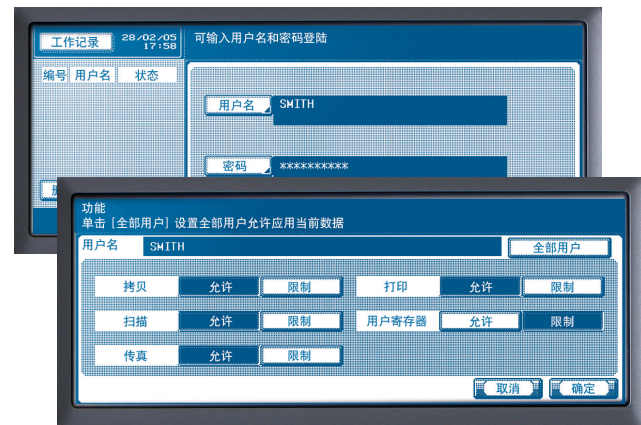 工作记录 28/02/05 17:58 可输入用户名和密码登陆
编号 用户名 状态
用户名 SMITH
密码 **********
功能
单击 [全部用户] 设置全部用户允许应用当前数据
用户名 SMITH 全部用户
拷贝 允许 限制 打印 允许 限制
扫描 允许 限制 用户寄存器 允许 限制
传真 允许 限制
取消 确定